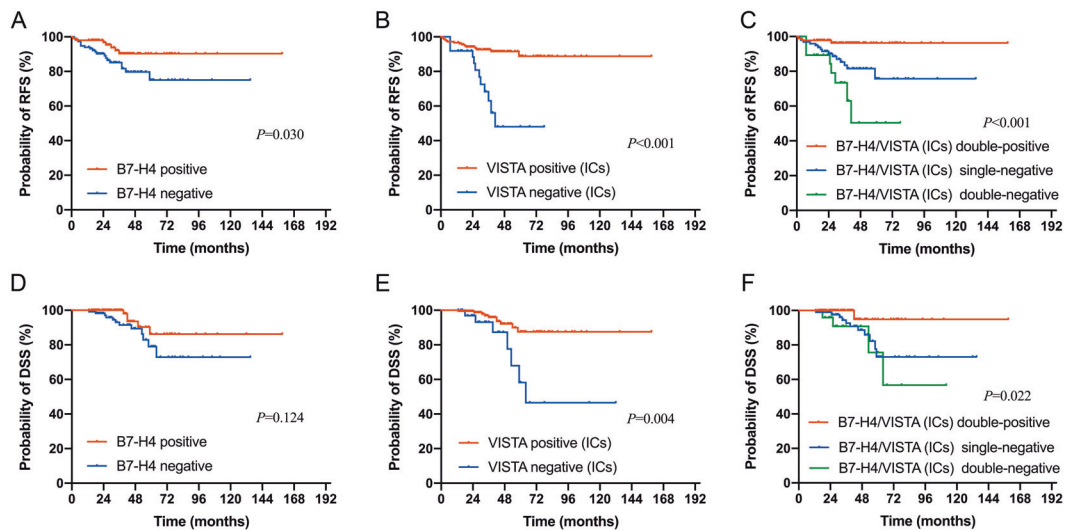 A
100
80
60
40
20
0
Probability of RFS (%)
P=0.030
B7-H4 positive
B7-H4 negative
0 24 48 72 96 120 144 168 192
Time (months)
B
100
80
60
40
20
0
Probability of RFS (%)
P<0.001
VISTA positive (ICs)
VISTA negative (ICs)
0 24 48 72 96 120 144 168 192
Time (months)
C
100
80
60
40
20
0
Probability of RFS (%)
P<0.001
B7-H4/VISTA (ICs) double-positive
B7-H4/VISTA (ICs) single-negative
B7-H4/VISTA (ICs) double-negative
0 24 48 72 96 120 144 168 192
Time (months)
D
100
80
60
40
20
0
Probability of DSS (%)
P=0.124
B7-H4 positive
B7-H4 negative
0 24 48 72 96 120 144 168 192
Time (months)
E
100
80
60
40
20
0
Probability of DSS (%)
P=0.004
VISTA positive (ICs)
VISTA negative (ICs)
0 24 48 72 96 120 144 168 192
Time (months)
F
100
80
60
40
20
0
Probability of DSS (%)
P=0.022
B7-H4/VISTA (ICs) double-positive
B7-H4/VISTA (ICs) single-negative
B7-H4/VISTA (ICs) double-negative
0 24 48 72 96 120 144 168 192
Time (months)